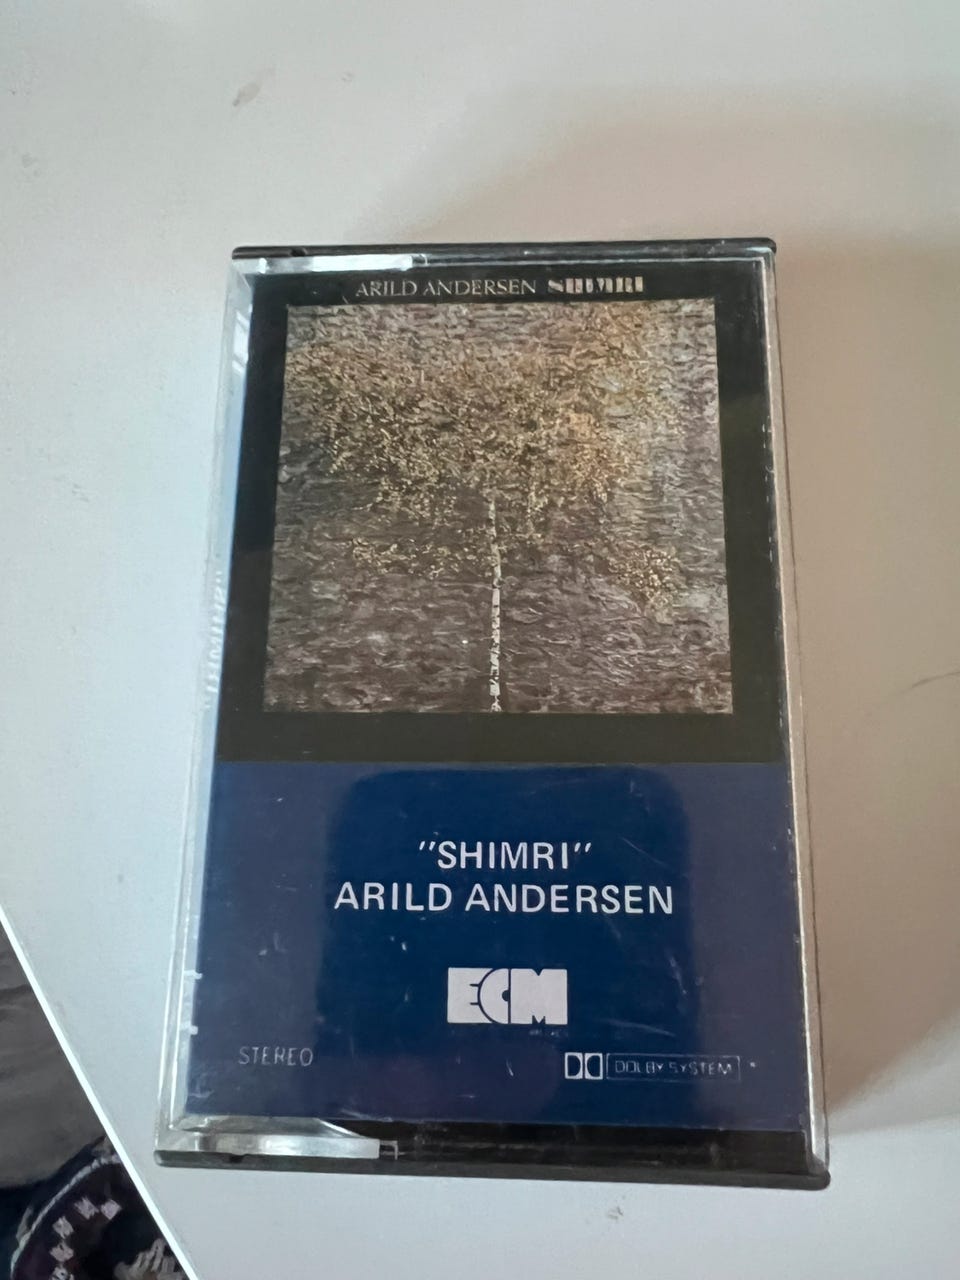 ARILD ANDERSEN SHIMRI
"SHIMRI"
ARILD ANDERSEN
ECM
STEREO
DOLBY SYSTEM